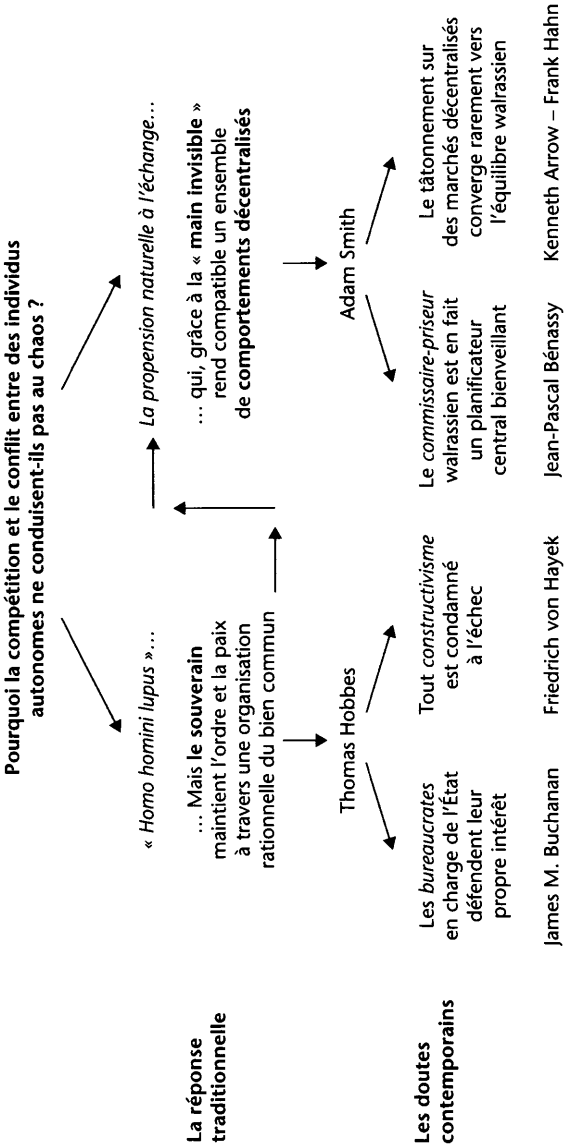 Pourquoi la compétition et le conflit entre des individus
autonomes ne conduisent-ils pas au chaos ?
La réponse
traditionnelle
« Homo homini lupus »...
... Mais le souverain
maintient l'ordre et la paix
à travers une organisation
rationnelle du bien commun
La propension naturelle à l'échange...
... qui, grâce à la « main invisible »
rend compatible un ensemble
de comportements décentralisés
Thomas Hobbes
Adam Smith
Les doutes
contemporains
Les bureaucrates
en charge de l'État
défendent leur
propre intérêt
James M. Buchanan
Tout constructivisme
est condamné
à l'échec
Friedrich von Hayek
Le commissaire-priseur
walrassien est en fait
un planificateur
central bienveillant
Jean-Pascal Bénassy
Le tâtonnement sur
des marchés décentralisés
converge rarement vers
l'équilibre walrassien
Kenneth Arrow – Frank Hahn